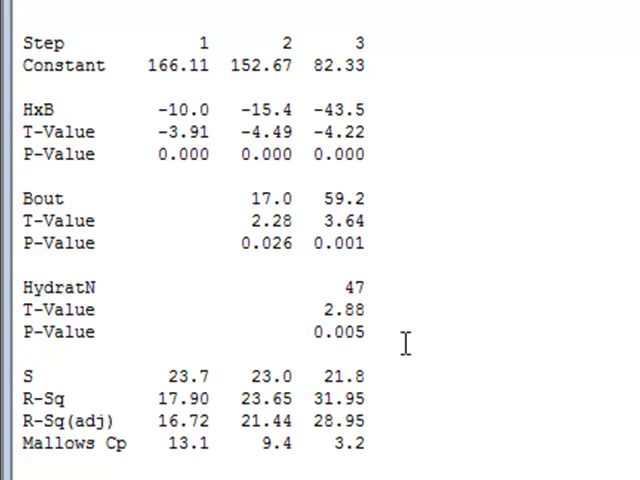 Step 1 2 3
Constant 166.11 152.67 82.33
HxB -10.0 -15.4 -43.5
T-Value -3.91 -4.49 -4.22
P-Value 0.000 0.000 0.000
Bout 17.0 59.2
T-Value 2.28 3.64
P-Value 0.026 0.001
HydratN 47
T-Value 2.88
P-Value 0.005
S 23.7 23.0 21.8
R-Sq 17.90 23.65 31.95
R-Sq(adj) 16.72 21.44 28.95
Mallows Cp 13.1 9.4 3.2